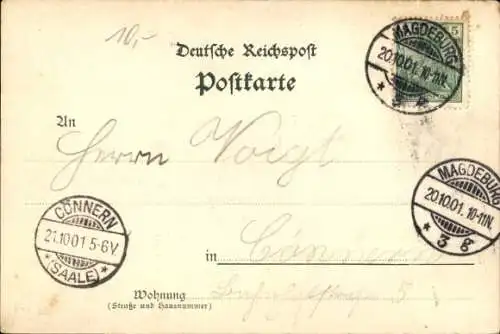 10,-
5
Deutsche Reichspost
Postkarte
MAGDEBURG
20.10.01.10-11N.
* 3 g
An
Herrn Voigt
MAGDEBURG
20.10.01.10-11N.
* 3 g
CÖNNERN
21.10.01 5-6V.
*(SAALE)*
in Cönnern
Wohnung
(Straße und Hausnummer)
5